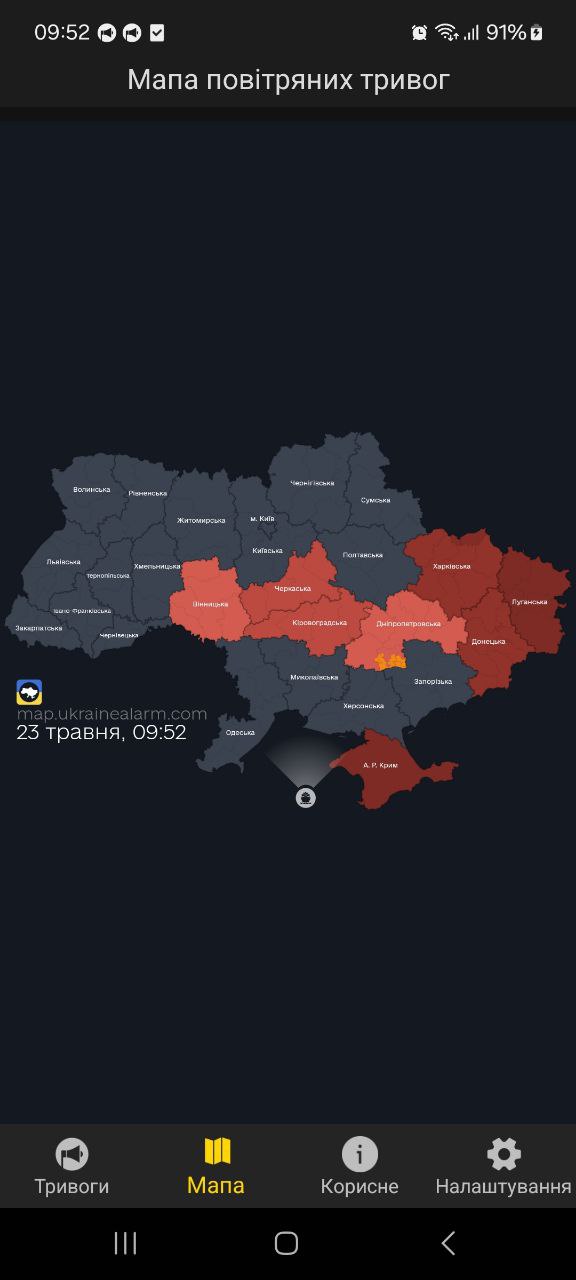 09:52 91%
Мапа повітряних тривог
Чернігівська
Волинська
Рівненська
Сумська
Житомирська
м. Київ
Київська
Полтавська
Львівська
Хмельницька
Харківська
Тернопільська
Черкаська
Луганська
Вінницька
Івано-Франківська
Кіровоградська
Дніпропетровська
Закарпатська
Чернівецька
Донецька
Миколаївська
Запорізька
Херсонська
map.ukrainealarm.com
23 травня, 09:52
Одеська
А. Р. Крим
Тривоги
Мапа
Корисне
Налаштування